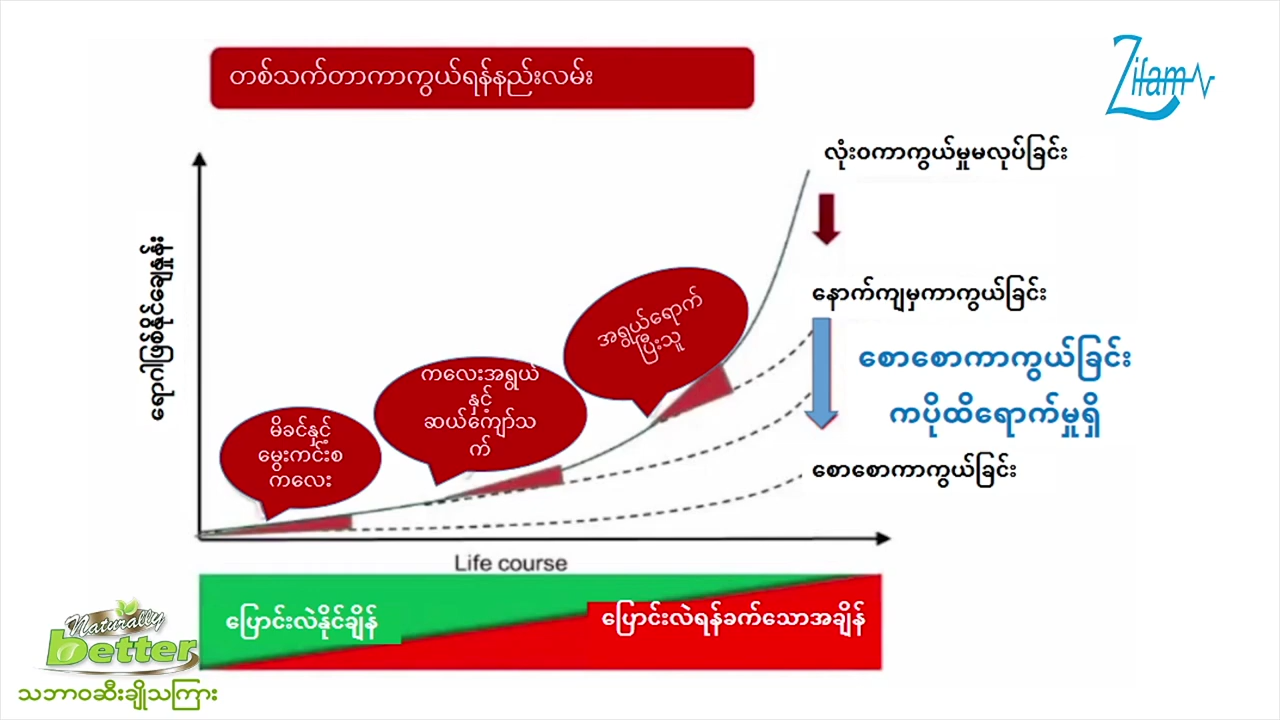 တစ်သက်တာကာကွယ်ရန်နည်းလမ်း
Zifam
လုံးဝကာကွယ်မှုမလုပ်ခြင်း
ရောဂါဖြစ်နိုင်ချေနှုန်း
နောက်ကျမှကာကွယ်ခြင်း
အရွယ်ရောက်
ပြီးသူ
စောစောကာကွယ်ခြင်း
ကပိုထိရောက်မှုရှိ
ကလေးအရွယ်
နှင့်
ဆယ်ကျော်သ
က်
မိခင်နှင့်
မွေးကင်းစ
ကလေး
စောစောကာကွယ်ခြင်း
Life course
ပြောင်းလဲနိုင်ချိန်
ပြောင်းလဲရန်ခက်သောအချိန်
Naturally
better
သဘာဝဆီးချိုသကြား